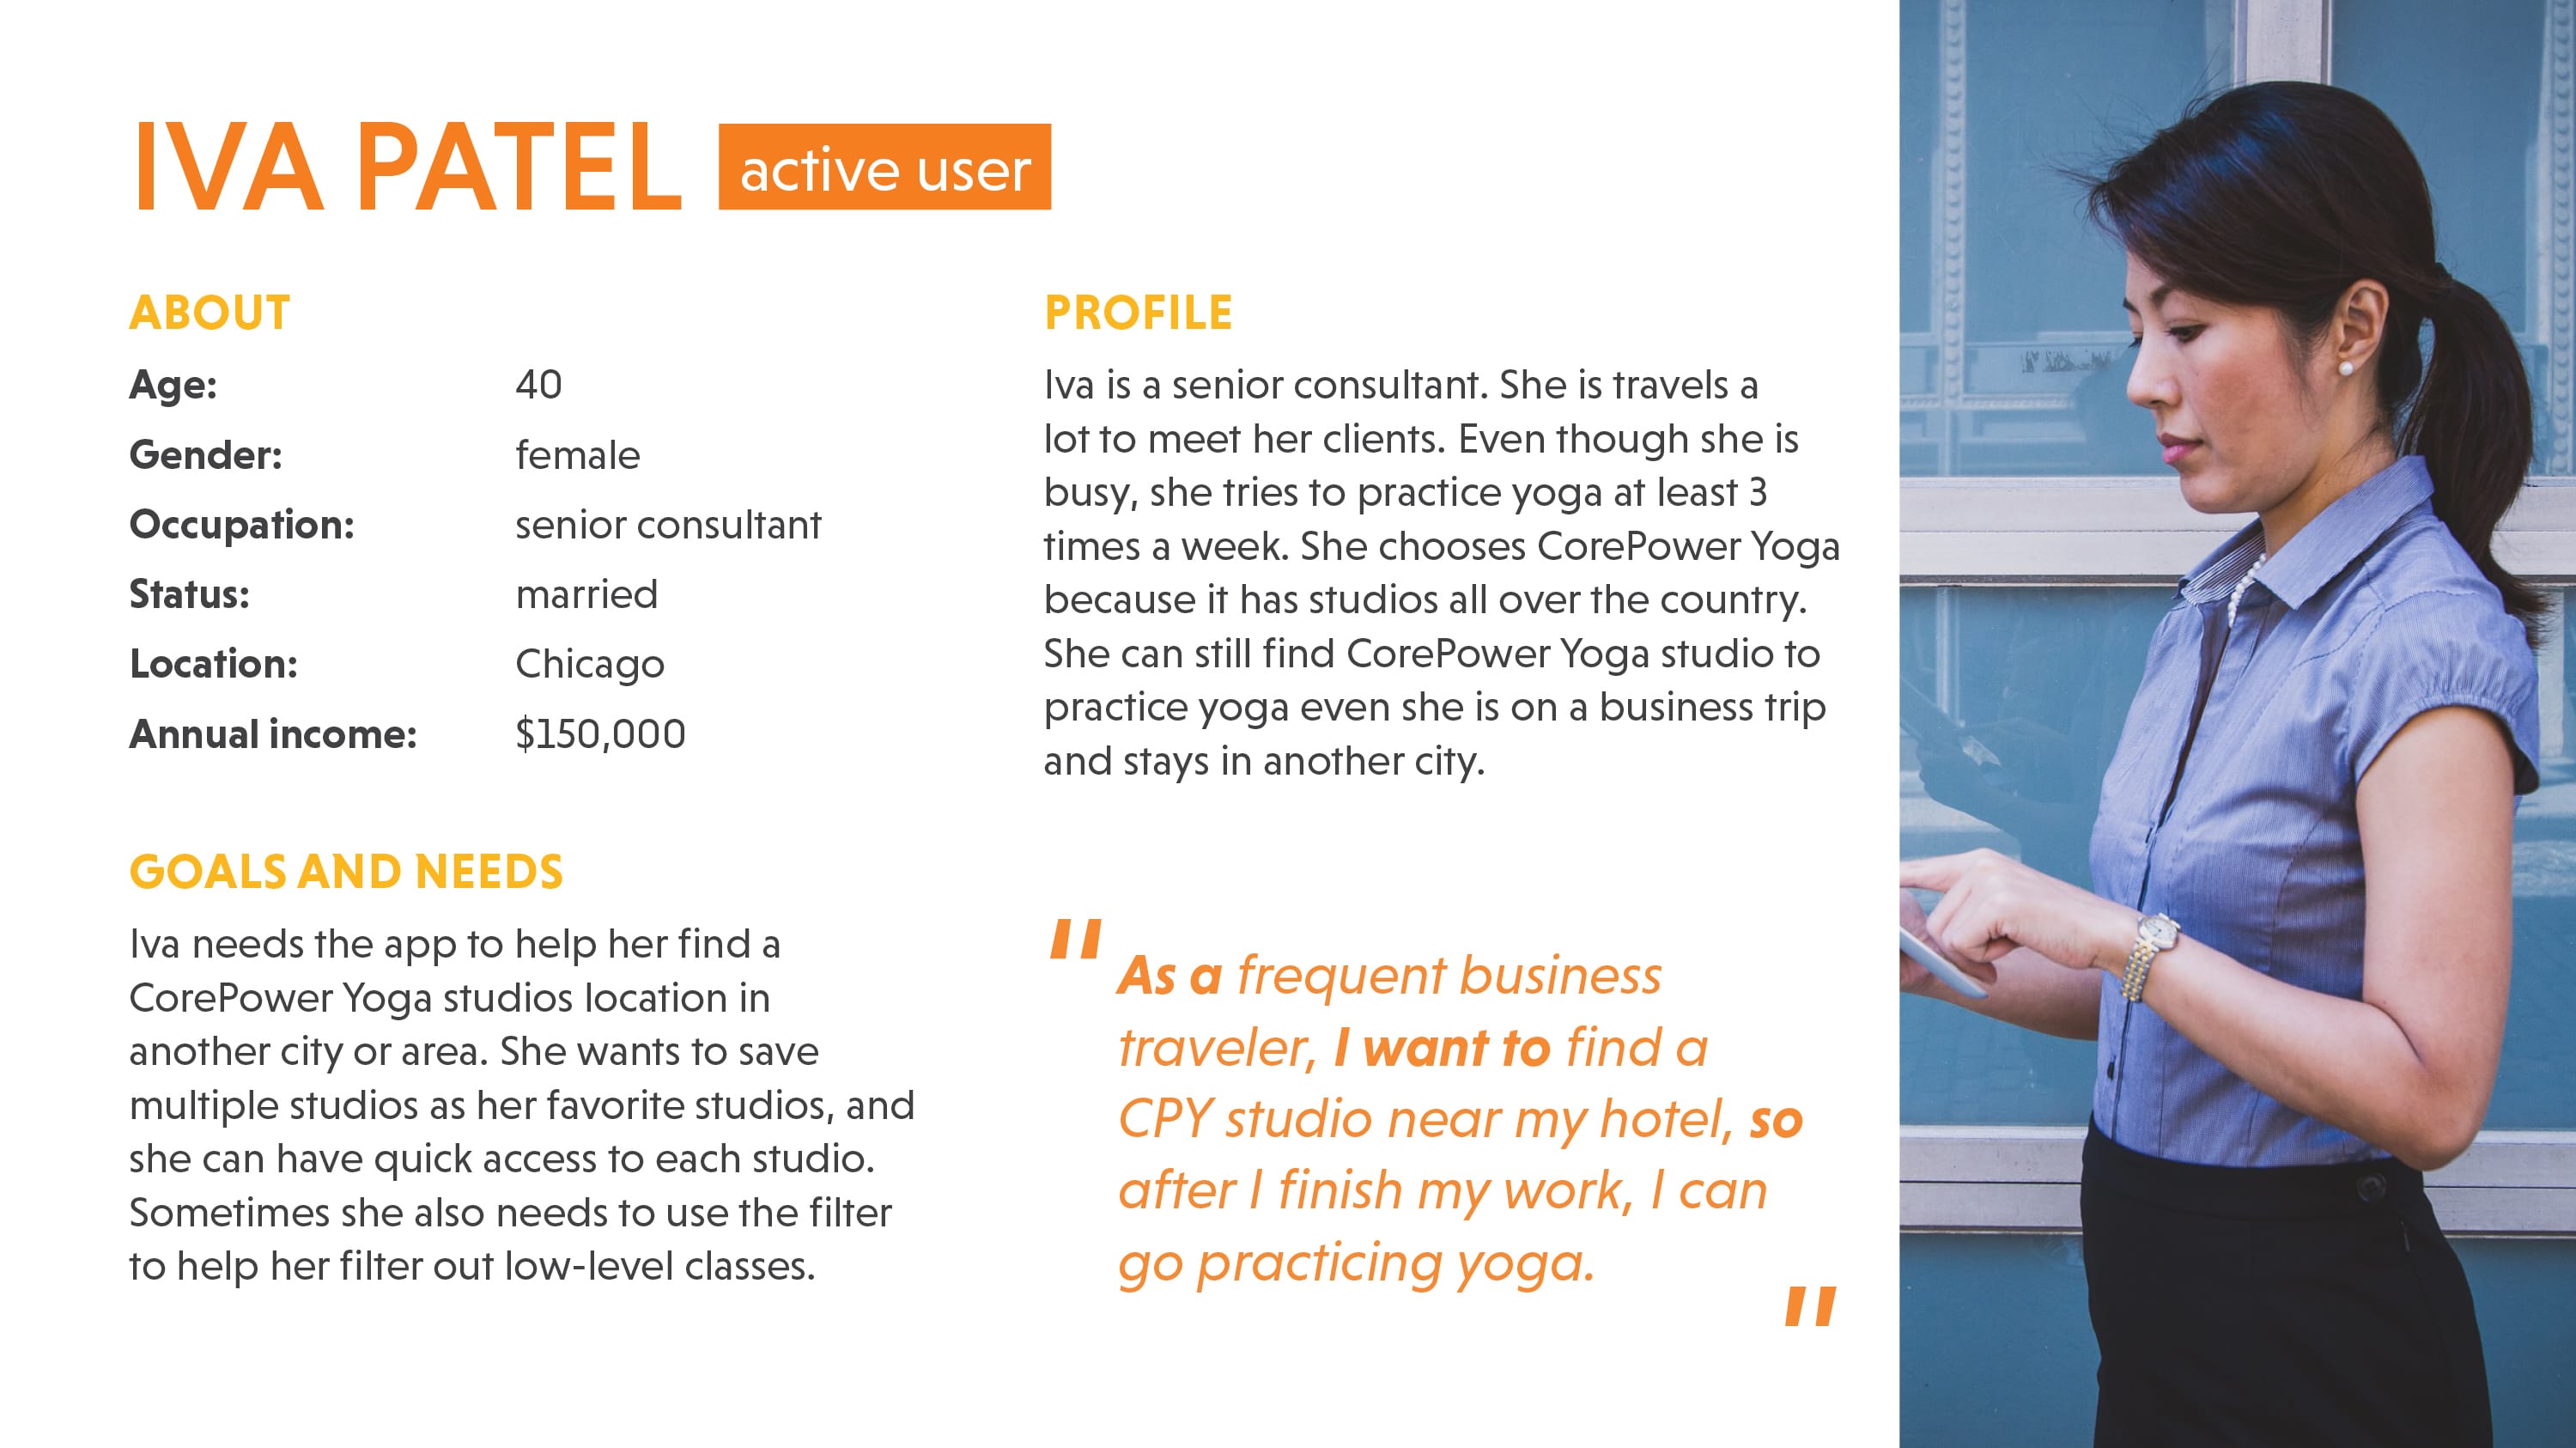 IVA PATEL active user
ABOUT
Age: 40
Gender: female
Occupation: senior consultant
Status: married
Location: Chicago
Annual income: $150,000
GOALS AND NEEDS
Iva needs the app to help her find a
CorePower Yoga studios location in
another city or area. She wants to save
multiple studios as her favorite studios, and
she can have quick access to each studio.
Sometimes she also needs to use the filter
to help her filter out low-level classes.
PROFILE
Iva is a senior consultant. She is travels a
lot to meet her clients. Even though she is
busy, she tries to practice yoga at least 3
times a week. She chooses CorePower Yoga
because it has studios all over the country.
She can still find CorePower Yoga studio to
practice yoga even she is on a business trip
and stays in another city.
"As a frequent business
traveler, I want to find a
CPY studio near my hotel, so
after I finish my work, I can
go practicing yoga."